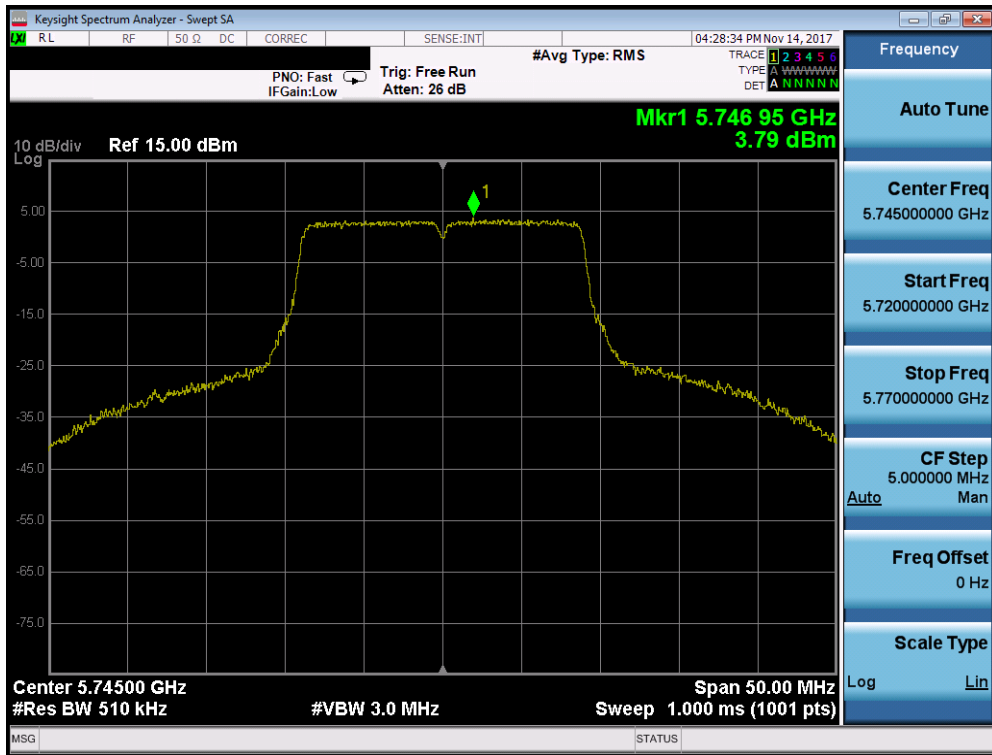 Keysight Spectrum Analyzer - Swept SA
LXI RL RF 50 Ω DC CORREC SENSE:INT 04:28:34 PM Nov 14, 2017
#Avg Type: RMS
TRACE 1 2 3 4 5 6
TYPE A WWWWW
DET A N N N N N
PNO: Fast
IFGain:Low
Trig: Free Run
Atten: 26 dB
Mkr1 5.746 95 GHz
3.79 dBm
10 dB/div Ref 15.00 dBm
Log
1
5.00
-5.00
-15.0
-25.0
-35.0
-45.0
-55.0
-65.0
-75.0
Center 5.74500 GHz Span 50.00 MHz
#Res BW 510 kHz #VBW 3.0 MHz Sweep 1.000 ms (1001 pts)
MSG STATUS
Frequency
Auto Tune
Center Freq
5.745000000 GHz
Start Freq
5.720000000 GHz
Stop Freq
5.770000000 GHz
CF Step
5.000000 MHz
Auto Man
Freq Offset
0 Hz
Scale Type
Log Lin